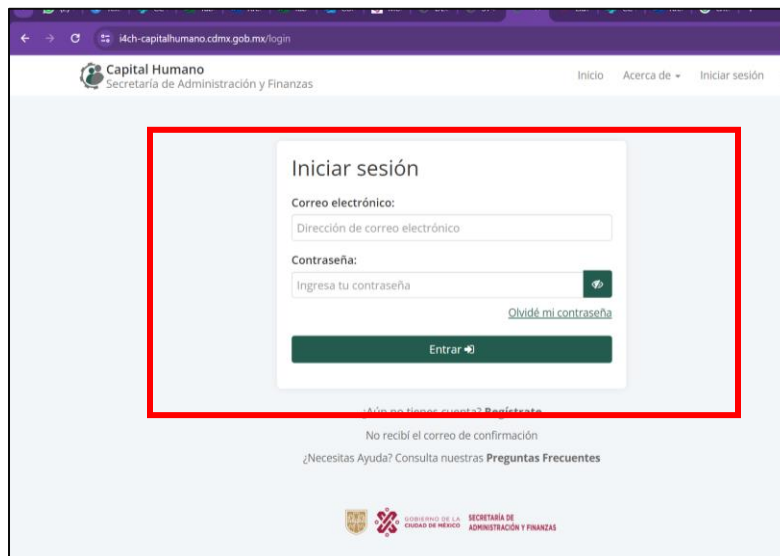 i4ch-capitalhumano.cdmx.gob.mx/login
Capital Humano
Secretaría de Administración y Finanzas
Inicio Acerca de Iniciar sesión
Iniciar sesión
Correo electrónico:
Dirección de correo electrónico
Contraseña:
Ingresa tu contraseña
Olvidé mi contraseña
Entrar
¿Aún no tienes cuenta? Regístrate
No recibí el correo de confirmación
¿Necesitas Ayuda? Consulta nuestras Preguntas Frecuentes
GOBIERNO DE LA SECRETARÍA DE
CIUDAD DE MÉXICO ADMINISTRACIÓN Y FINANZAS